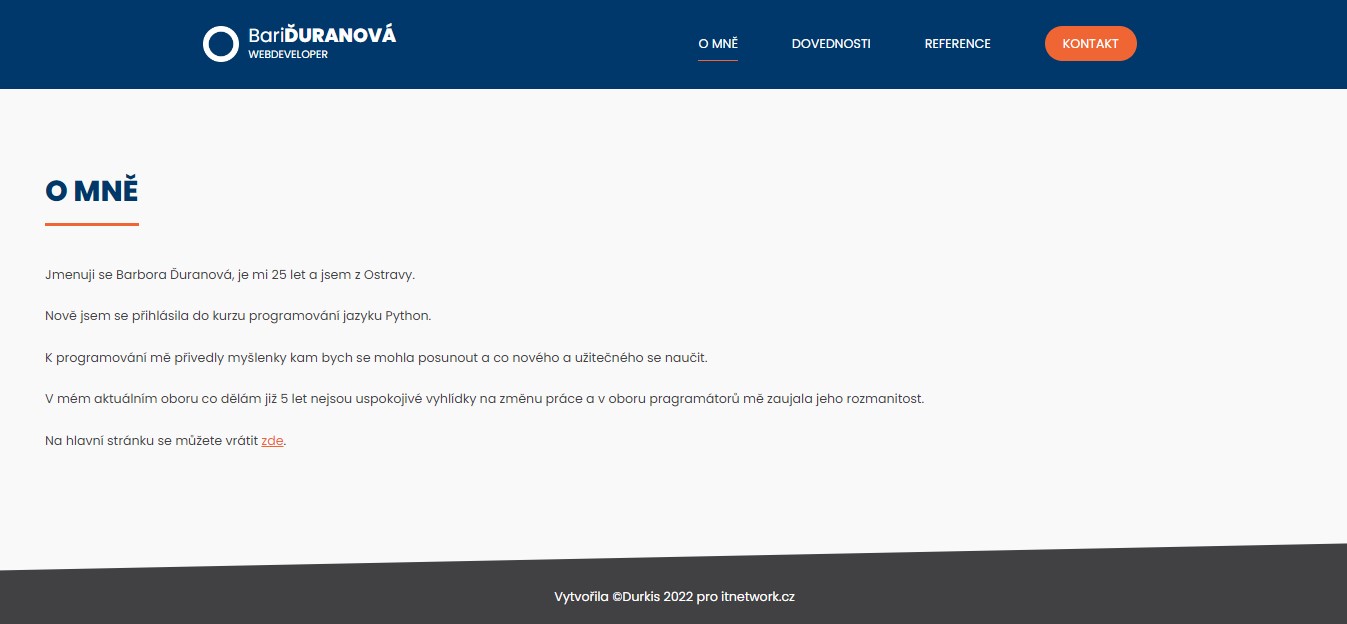 BariĎURANOVÁ
WEBDEVELOPER
O MNĚ
DOVEDNOSTI
REFERENCE
KONTAKT
O MNĚ
Jmenuji se Barbora Ďuranová, je mi 25 let a jsem z Ostravy.
Nově jsem se přihlásila do kurzu programování jazyku Python.
K programování mě přivedly myšlenky kam bych se mohla posunout a co nového a užitečného se naučit.
V mém aktuálním oboru co dělám již 5 let nejsou uspokojivé vyhlídky na změnu práce a v oboru pragramátorů mě zaujala jeho rozmanitost.
Na hlavní stránku se můžete vrátit zde.
Vytvořila ©Durkis 2022 pro itnetwork.cz